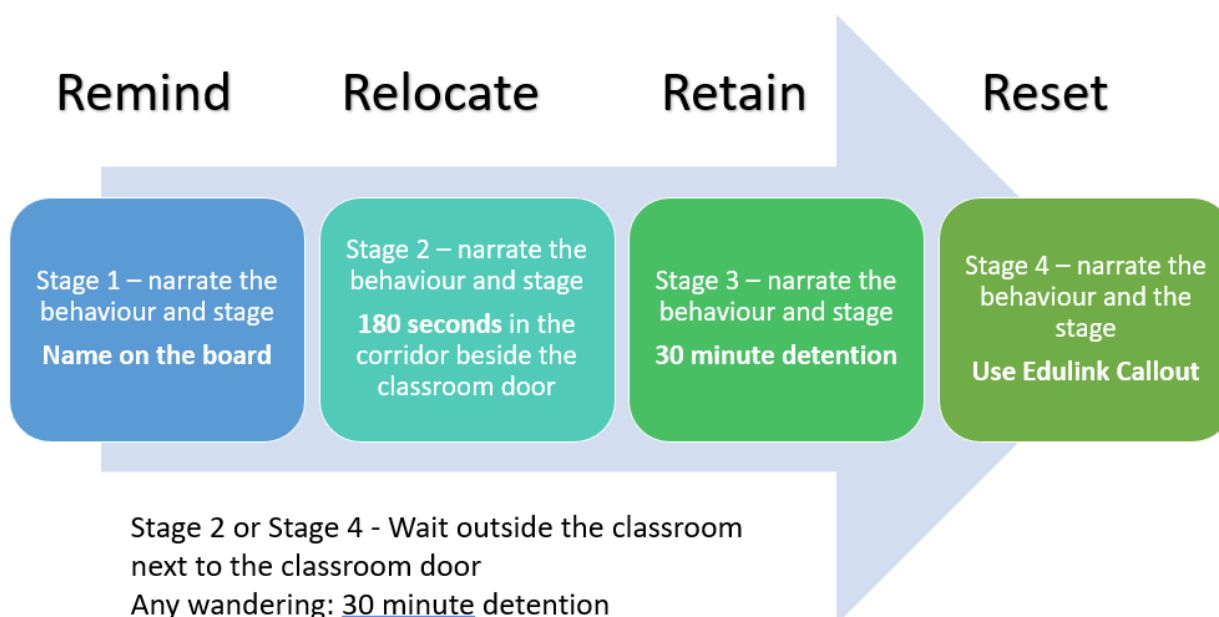 Remind
Relocate
Retain
Reset
Stage 1 – narrate the
behaviour and stage
Name on the board
Stage 2 – narrate the
behaviour and stage
180 seconds in the
corridor beside the
classroom door
Stage 3 – narrate the
behaviour and stage
30 minute detention
Stage 4 – narrate the
behaviour and the
stage
Use Edulink Callout
Stage 2 or Stage 4 - Wait outside the classroom
next to the classroom door
Any wandering: 30 minute detention